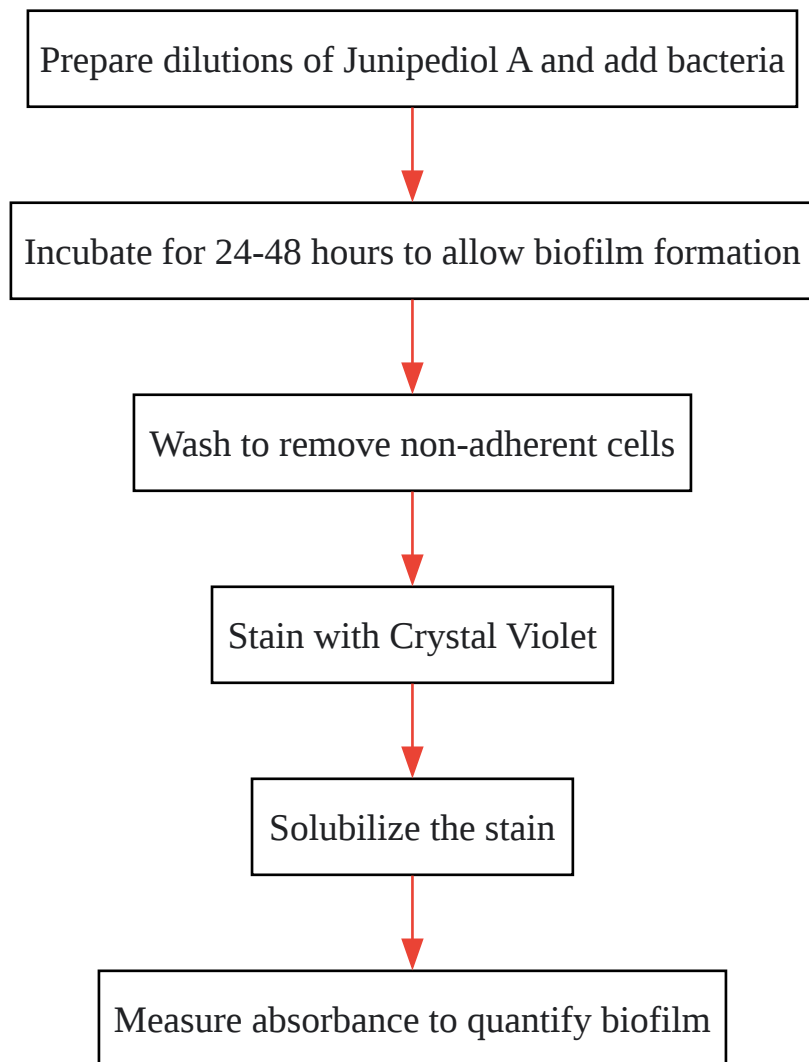 Prepare dilutions of Junipediol A and add bacteria
Incubate for 24-48 hours to allow biofilm formation
Wash to remove non-adherent cells
Stain with Crystal Violet
Solubilize the stain
Measure absorbance to quantify biofilm